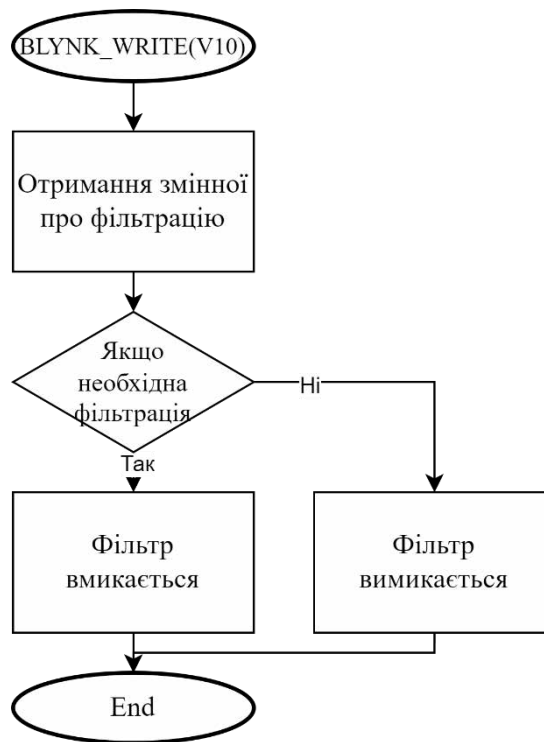 BLYNK_WRITE(V10)
Отримання змінної
про фільтрацію
Якщо
необхідна
фільтрація
Ні
Так
Фільтр
вмикається
Фільтр
вимикається
End